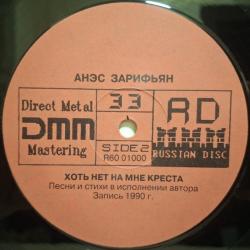 АНЭС ЗАРИФЬЯН
Direct Metal
DMM
Mastering
33
SIDE 2
R60 01000
RD
МММ
RUSSIAN DISC
ХОТЬ НЕТ НА МНЕ КРЕСТА
Песни и стихи в исполнении автора
Запись 1990 г.